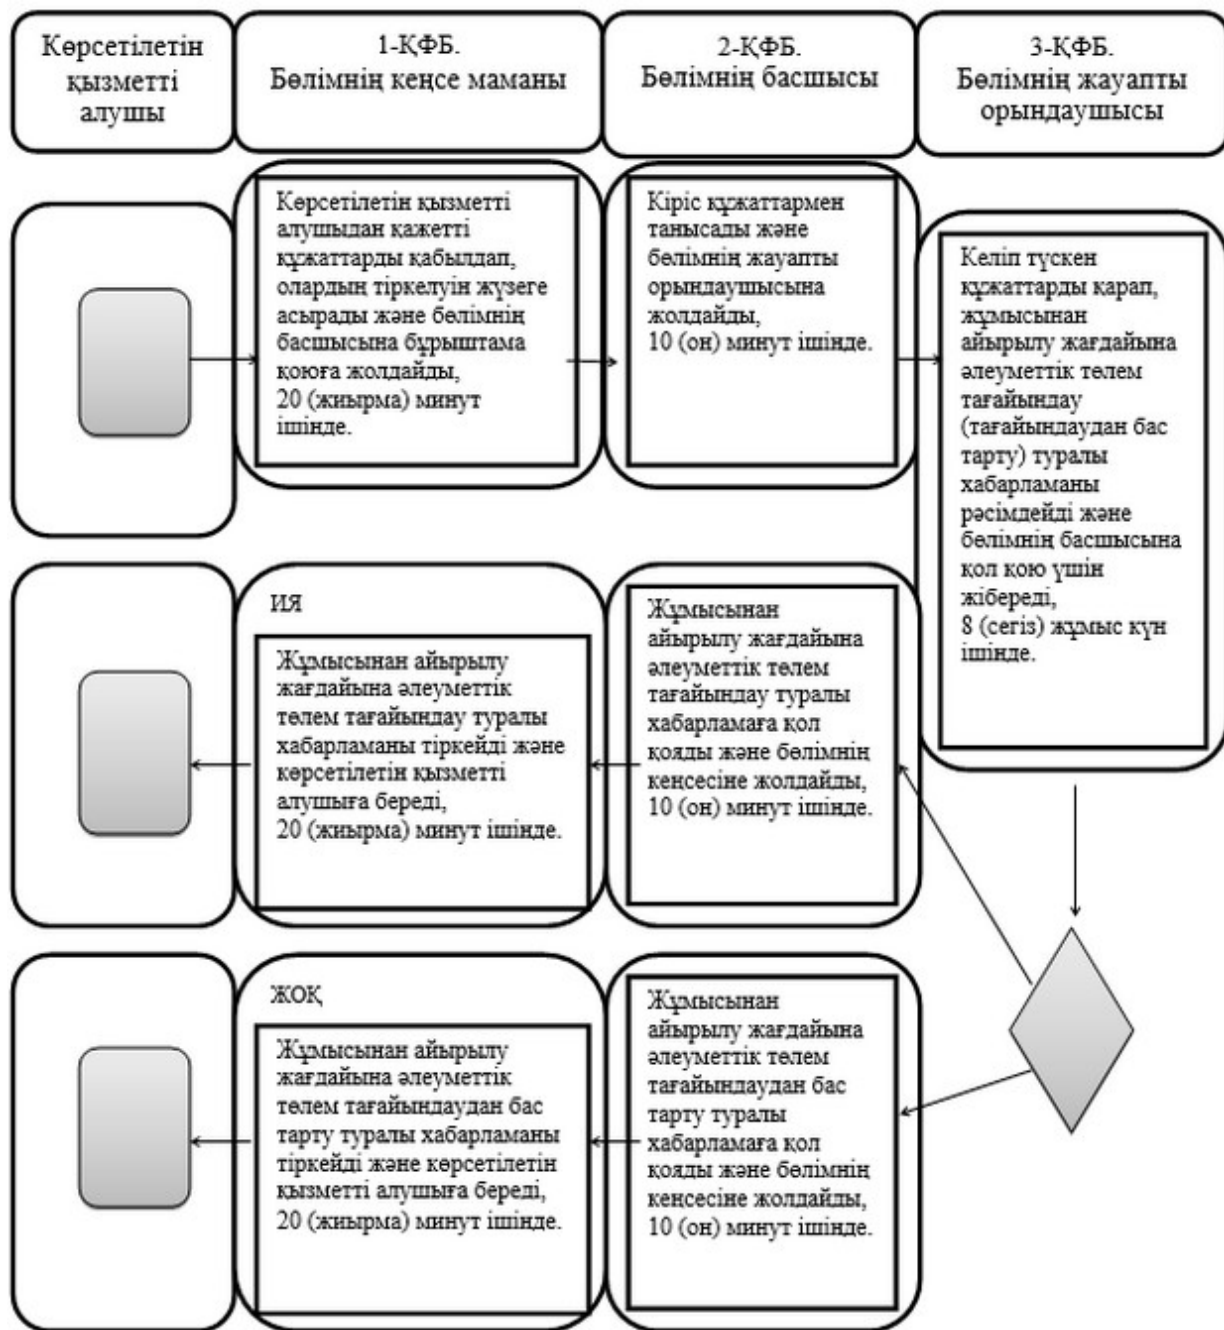 Көрсетілетін
қызметті
алушы
1-ҚФБ.
Бөлімнің кеңсе маманы
2-ҚФБ.
Бөлімнің басшысы
3-ҚФБ.
Бөлімнің жауапты
орындаушысы
Көрсетілетін қызметті
алушыдан қажетті
құжаттарды қабылдап,
олардың тіркелуін жүзеге
асырады және бөлімнің
басшысына бұрыштама
қоюға жолдайды,
20 (жиырма) минут
ішінде.
Кіріс құжаттармен
танысады және
бөлімнің жауапты
орындаушысына
жолдайды,
10 (он) минут ішінде.
Келіп түскен
құжаттарды қарап,
жұмысынан
айырылу жағдайына
әлеуметтік төлем
тағайындау
(тағайындаудан бас
тарту) туралы
хабарламаны
рәсімдейді және
бөлімнің басшысына
қол қою үшін
жібереді,
8 (сегіз) жұмыс күн
ішінде.
ИЯ
Жұмысынан айырылу
жағдайына әлеуметтік
төлем тағайындау туралы
хабарламаны тіркейді және
көрсетілетін қызметті
алушыға береді,
20 (жиырма) минут ішінде.
Жұмысынан
айырылу жағдайына
әлеуметтік төлем
тағайындау туралы
хабарламаға қол
қояды және бөлімнің
кеңсесіне жолдайды,
10 (он) минут ішінде.
ЖОҚ
Жұмысынан айырылу
жағдайына әлеуметтік
төлем тағайындаудан бас
тарту туралы хабарламаны
тіркейді және көрсетілетін
қызметті алушыға береді,
20 (жиырма) минут ішінде.
Жұмысынан
айырылу жағдайына
әлеуметтік төлем
тағайындаудан бас
тарту туралы
хабарламаға қол
қояды және бөлімнің
кеңсесіне жолдайды,
10 (он) минут ішінде.